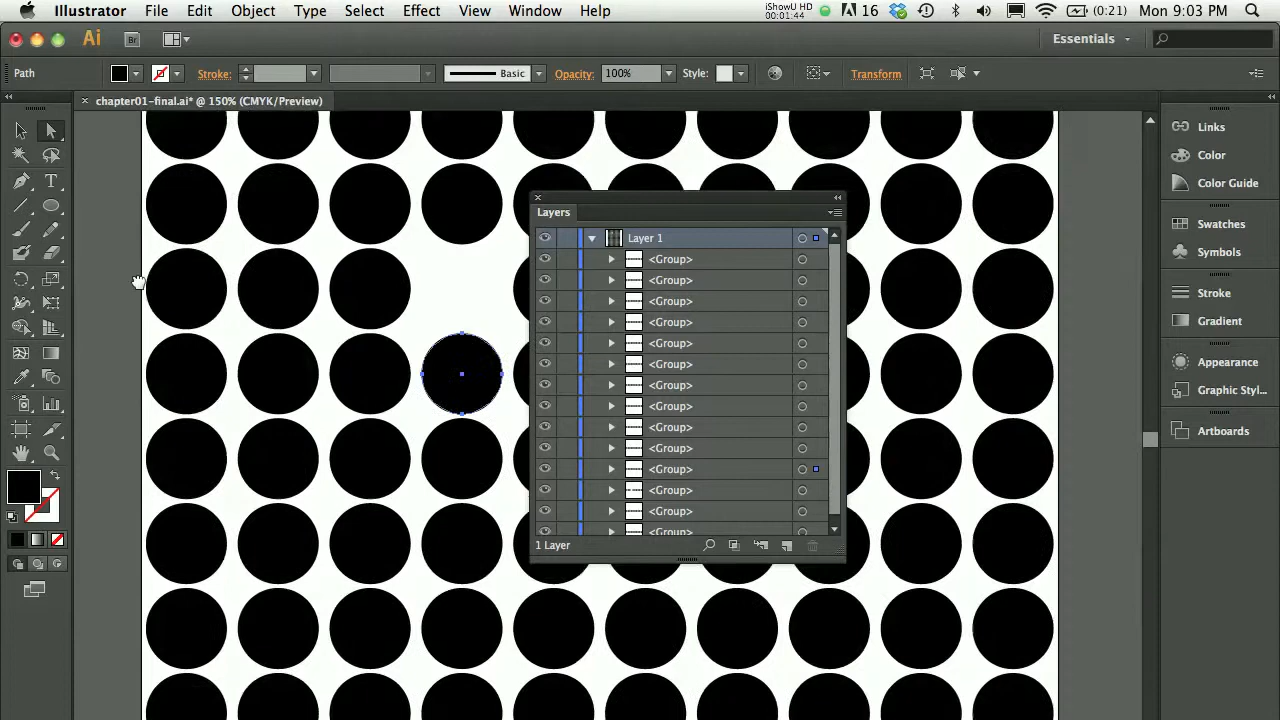 Illustrator File Edit Object Type Select Effect View Window Help
iShowU HD
00:01:44
16
(0:21) Mon 9:03 PM
Ai Br Essentials
Path Stroke: Basic Opacity: 100% Style: Transform
chapter01-final.ai* @ 150% (CMYK/Preview)
Layers
Layer 1
<Group>
<Group>
<Group>
<Group>
<Group>
<Group>
<Group>
<Group>
<Group>
<Group>
<Group>
<Group>
<Group>
<Group>
1 Layer
Links
Color
Color Guide
Swatches
Symbols
Stroke
Gradient
Appearance
Graphic Styl...
Artboards